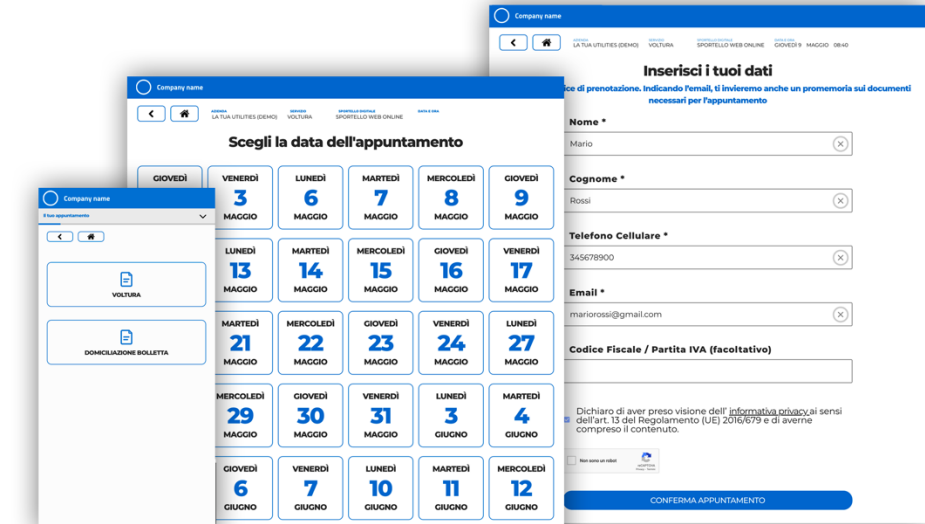 Company name
Il tuo appuntamento
VOLTURA
DOMICILIAZIONE BOLLETTA
Company name
AZIENDA SERVIZIO SPORTELLO DIGITALE DATA E ORA
LA TUA UTILITIES (DEMO) VOLTURA SPORTELLO WEB ONLINE
Scegli la data dell'appuntamento
GIOVEDÌ VENERDÌ LUNEDÌ MARTEDÌ MERCOLEDÌ GIOVEDÌ
3 6 7 8 9
MAGGIO MAGGIO MAGGIO MAGGIO MAGGIO
LUNEDÌ MARTEDÌ MERCOLEDÌ GIOVEDÌ VENERDÌ
13 14 15 16 17
MAGGIO MAGGIO MAGGIO MAGGIO MAGGIO
MARTEDÌ MERCOLEDÌ GIOVEDÌ VENERDÌ LUNEDÌ
21 22 23 24 27
MAGGIO MAGGIO MAGGIO MAGGIO MAGGIO
MERCOLEDÌ GIOVEDÌ VENERDÌ LUNEDÌ MARTEDÌ
29 30 31 3 4
MAGGIO MAGGIO MAGGIO GIUGNO GIUGNO
GIOVEDÌ VENERDÌ LUNEDÌ MARTEDÌ MERCOLEDÌ
6 7 10 11 12
GIUGNO GIUGNO GIUGNO GIUGNO GIUGNO
Company name
AZIENDA SERVIZIO SPORTELLO DIGITALE DATA E ORA
LA TUA UTILITIES (DEMO) VOLTURA SPORTELLO WEB ONLINE GIOVEDÌ 9 MAGGIO 08:40
Inserisci i tuoi dati
ice di prenotazione. Indicando l'email, ti invieremo anche un promemoria sui documenti
necessari per l'appuntamento
Nome *
Mario
Cognome *
Rossi
Telefono Cellulare *
345678900
Email *
mariorossi@gmail.com
Codice Fiscale / Partita IVA (facoltativo)
Dichiaro di aver preso visione dell' informativa privacy ai sensi
dell'art. 13 del Regolamento (UE) 2016/679 e di averne
compreso il contenuto.
Non sono un robot
reCAPTCHA
CONFERMA APPUNTAMENTO